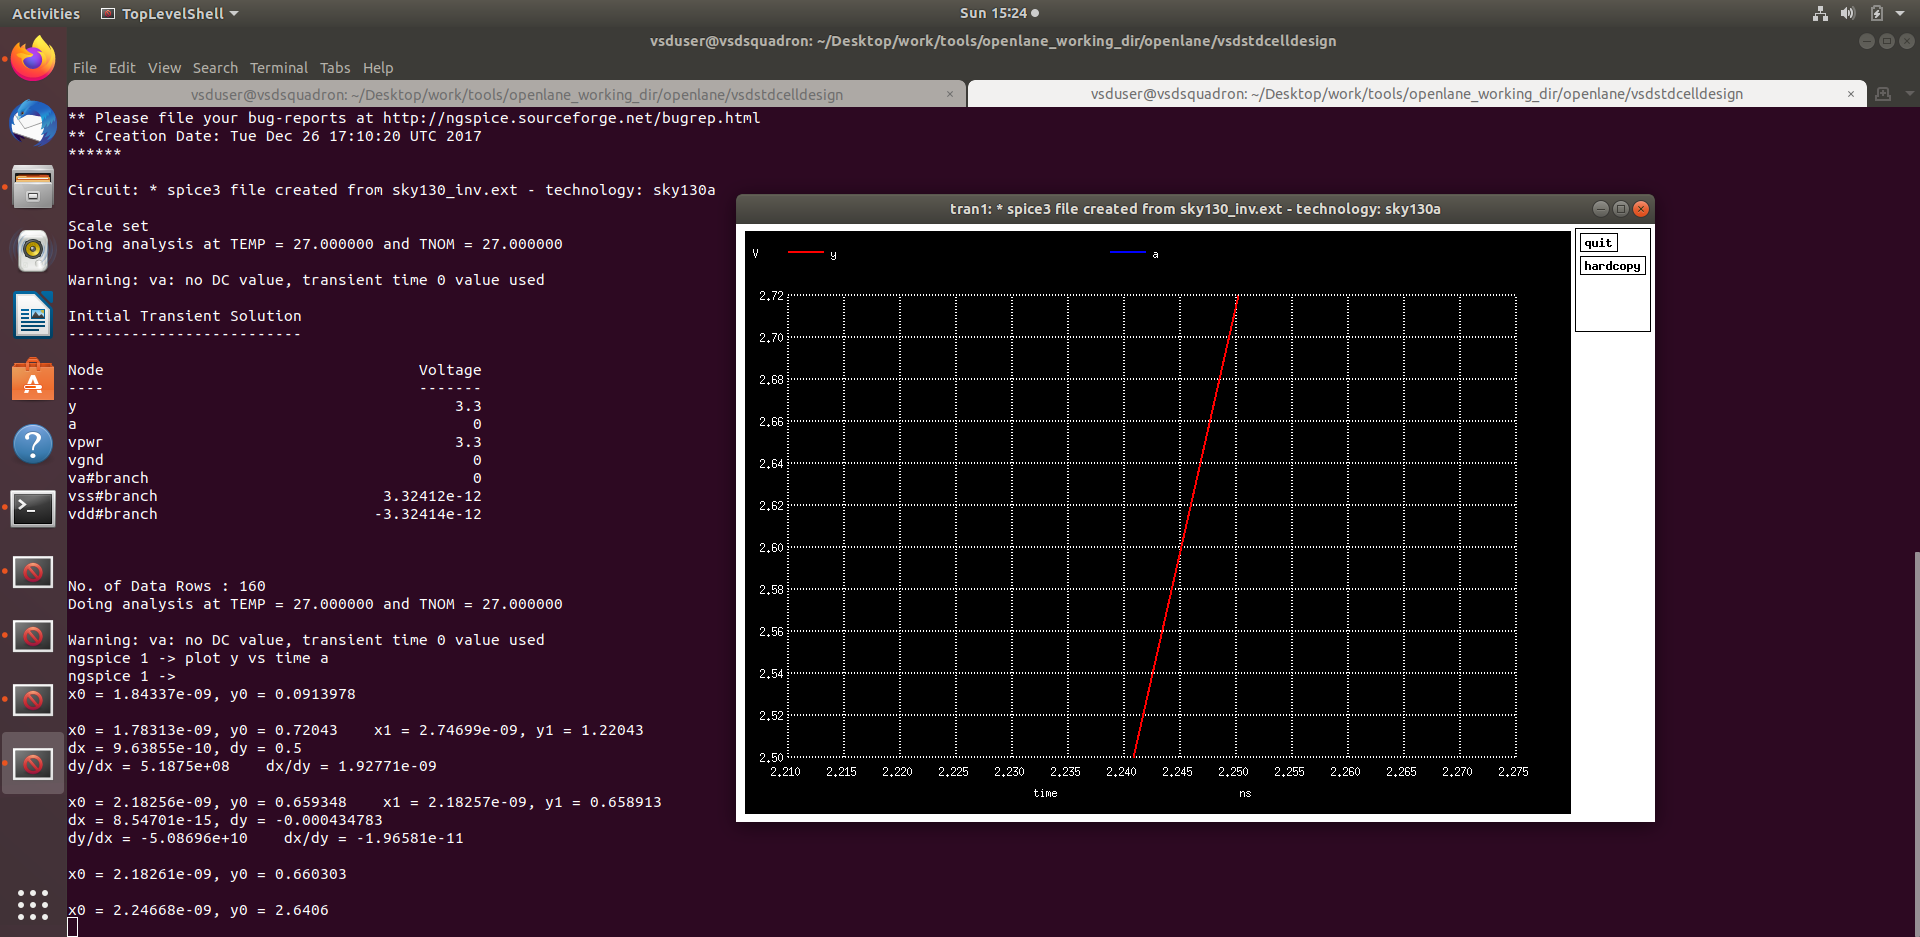 Activities
TopLevelShell
Sun 15:24
vsduser@vsdsquadron: ~/Desktop/work/tools/openlane_working_dir/openlane/vsdstdcelldesign
File Edit View Search Terminal Tabs Help
vsduser@vsdsquadron: ~/Desktop/work/tools/openlane_working_dir/openlane/vsdstdcelldesign ×
vsduser@vsdsquadron: ~/Desktop/work/tools/openlane_working_dir/openlane/vsdstdcelldesign ×
** Please file your bug-reports at http://ngspice.sourceforge.net/bugrep.html
** Creation Date: Tue Dec 26 17:10:20 UTC 2017
******
Circuit: * spice3 file created from sky130_inv.ext - technology: sky130a
Scale set
Doing analysis at TEMP = 27.000000 and TNOM = 27.000000
Warning: va: no DC value, transient time 0 value used
Initial Transient Solution
--------------------------
Node Voltage
---- -------
y 3.3
a 0
vpwr 3.3
vgnd 0
va#branch 0
vss#branch 3.32412e-12
vdd#branch -3.32414e-12
No. of Data Rows : 160
Doing analysis at TEMP = 27.000000 and TNOM = 27.000000
Warning: va: no DC value, transient time 0 value used
ngspice 1 -> plot y vs time a
ngspice 1 ->
x0 = 1.84337e-09, y0 = 0.0913978
x0 = 1.78313e-09, y0 = 0.72043 x1 = 2.74699e-09, y1 = 1.22043
dx = 9.63855e-10, dy = 0.5
dy/dx = 5.1875e+08 dx/dy = 1.92771e-09
x0 = 2.18256e-09, y0 = 0.659348 x1 = 2.18257e-09, y1 = 0.658913
dx = 8.54701e-15, dy = -0.000434783
dy/dx = -5.08696e+10 dx/dy = -1.96581e-11
x0 = 2.18261e-09, y0 = 0.660303
x0 = 2.24668e-09, y0 = 2.6406
tran1: * spice3 file created from sky130_inv.ext - technology: sky130a
quit
hardcopy
V y a
2.72
2.70
2.68
2.66
2.64
2.62
2.60
2.58
2.56
2.54
2.52
2.50
2.210 2.215 2.220 2.225 2.230 2.235 2.240 2.245 2.250 2.255 2.260 2.265 2.270 2.275
time ns